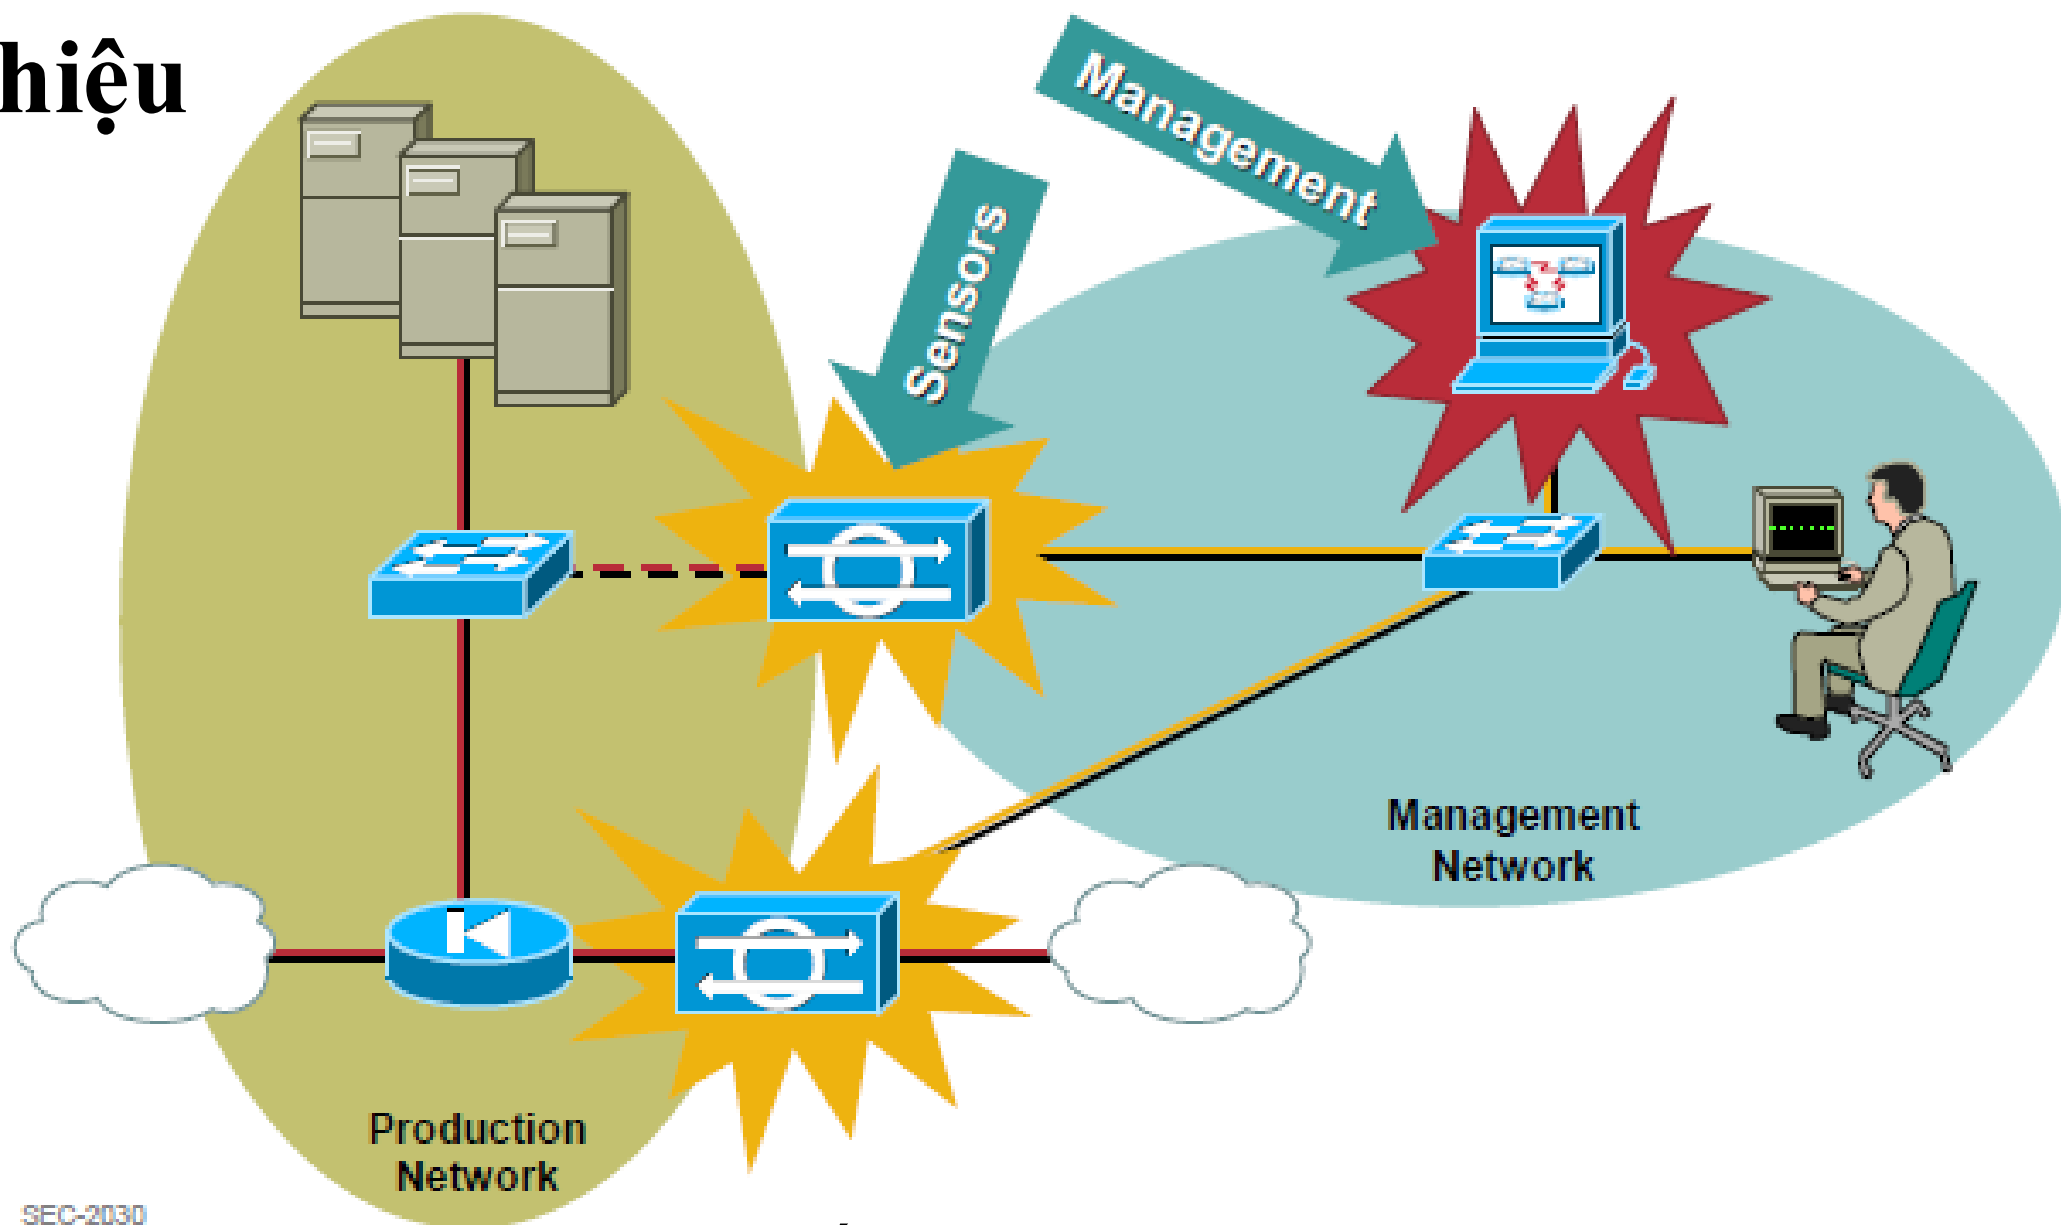 hiệu
Management
Sensors
Management
Network
Production
Network
SEC-2030